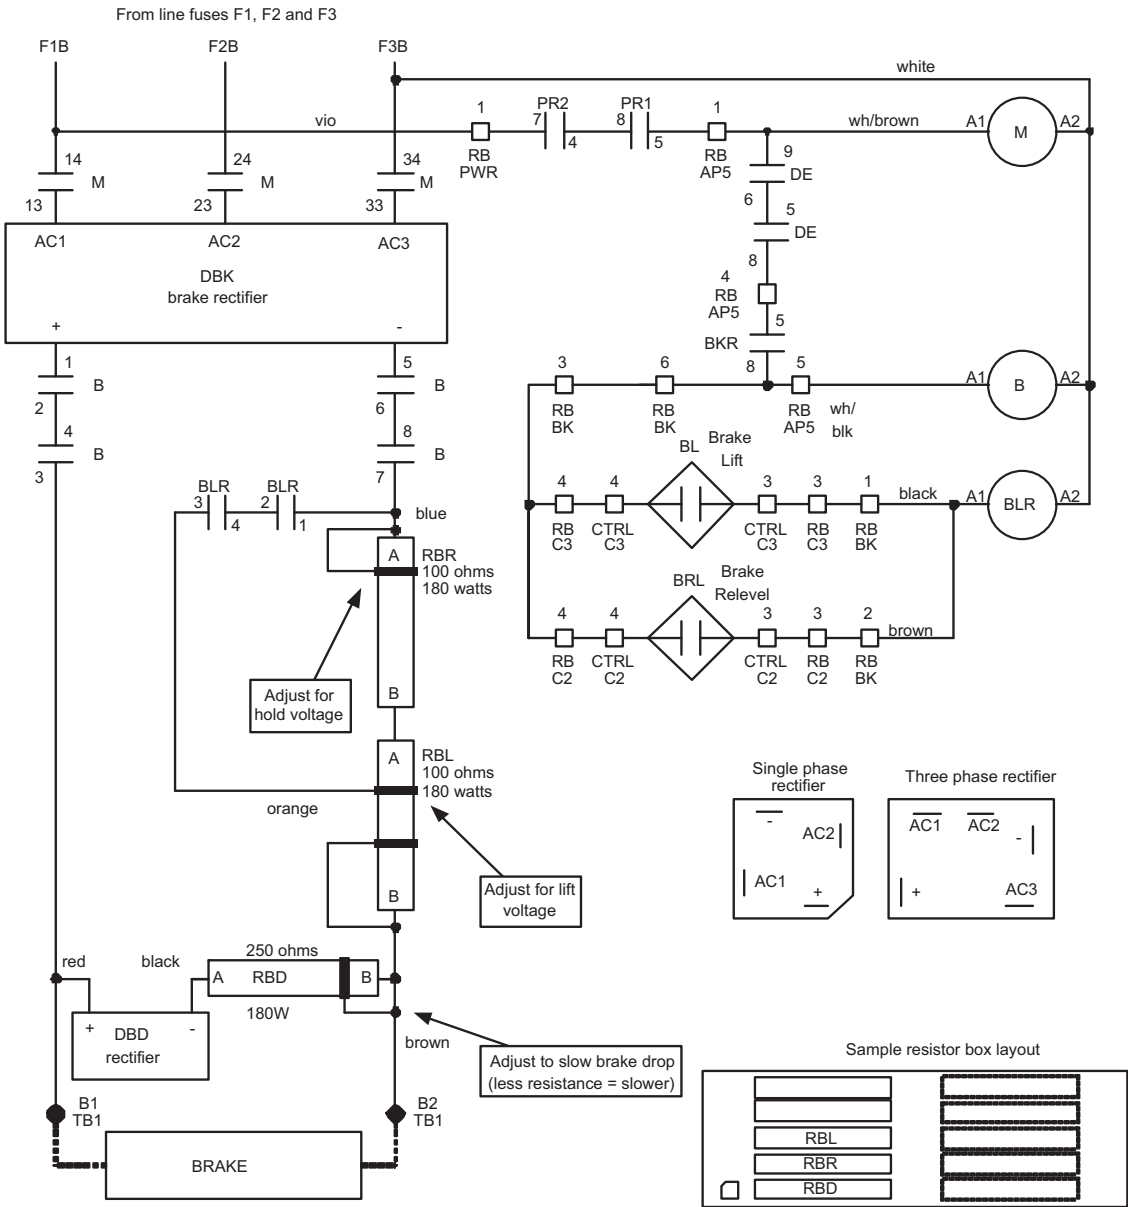 From line fuses F1, F2 and F3
F1B
F2B
F3B
white
vio
1
RB
PWR
PR2
7
4
PR1
8
5
1
RB
AP5
wh/brown
A1
M
A2
14
M
13
24
M
23
34
M
33
9
DE
6
5
DE
8
4
RB
AP5
5
BKR
8
AC1
AC2
AC3
DBK
brake rectifier
+
-
1
B
2
5
B
6
4
B
3
8
B
7
3
RB
BK
6
RB
BK
5
RB
AP5
wh/
blk
A1
B
A2
BL
Brake
Lift
4
RB
C3
4
CTRL
C3
3
CTRL
C3
3
RB
C3
1
RB
BK
black
A1
BLR
A2
BLR
3
4
BLR
2
1
blue
A
RBR
100 ohms
180 watts
B
BRL
Brake
Relevel
4
RB
C2
4
CTRL
C2
3
CTRL
C2
3
RB
C2
2
RB
BK
brown
Adjust for
hold voltage
A
RBL
100 ohms
180 watts
orange
B
Adjust for lift
voltage
Single phase
rectifier
-
AC2
AC1
+
Three phase rectifier
AC1
AC2
-
+
AC3
red
black
250 ohms
A
RBD
B
180W
+
-
DBD
rectifier
brown
Adjust to slow brake drop
(less resistance = slower)
B1
TB1
B2
TB1
BRAKE
Sample resistor box layout
RBL
RBR
RBD